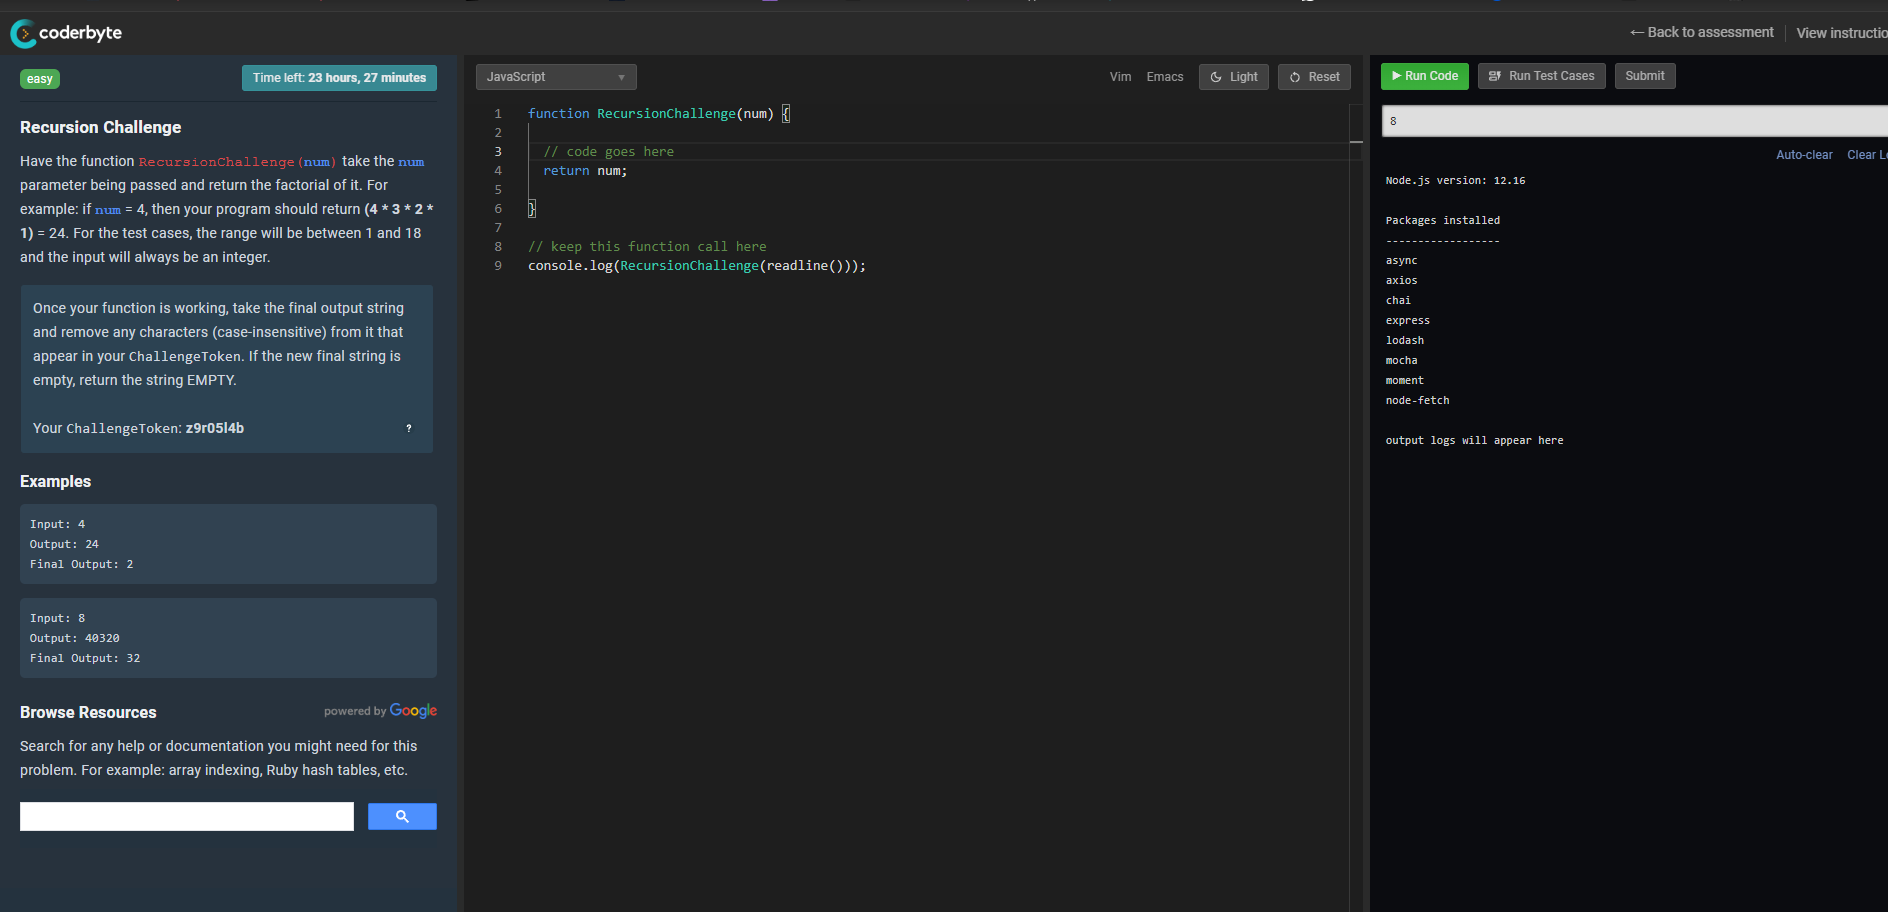 coderbyte
← Back to assessment
View instructio
easy
Time left: 23 hours, 27 minutes
Recursion Challenge
Have the function RecursionChallenge(num) take the num
parameter being passed and return the factorial of it. For
example: if num = 4, then your program should return (4 * 3 * 2 *
1) = 24. For the test cases, the range will be between 1 and 18
and the input will always be an integer.
Once your function is working, take the final output string
and remove any characters (case-insensitive) from it that
appear in your ChallengeToken. If the new final string is
empty, return the string EMPTY.
Your ChallengeToken: z9r05l4b
?
Examples
Input: 4
Output: 24
Final Output: 2
Input: 8
Output: 40320
Final Output: 32
Browse Resources
powered by Google
Search for any help or documentation you might need for this
problem. For example: array indexing, Ruby hash tables, etc.
JavaScript
Vim
Emacs
Light
Reset
1 function RecursionChallenge(num) {
2
3 // code goes here
4 return num;
5
6 }
7
8 // keep this function call here
9 console.log(RecursionChallenge(readline()));
Run Code
Run Test Cases
Submit
8
Auto-clear
Clear Lo
Node.js version: 12.16
Packages installed
------------------
async
axios
chai
express
lodash
mocha
moment
node-fetch
output logs will appear here